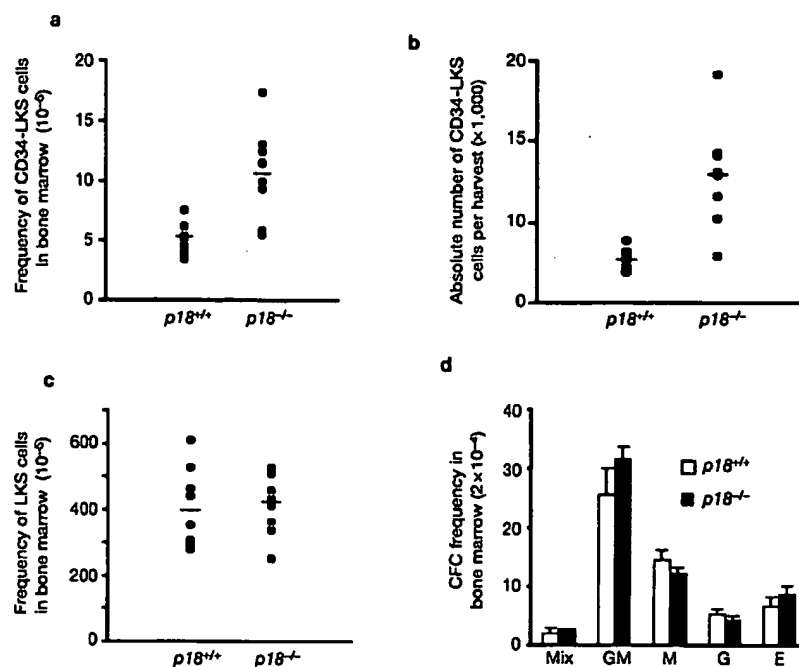 a
Frequency of CD34-LKS cells
in bone marrow (10⁻⁶)
20
15
10
5
0
p18+/+ p18−/−
b
Absolute number of CD34-LKS
cells per harvest (×1,000)
20
15
10
0
p18+/+ p18−/−
c
Frequency of LKS cells
in bone marrow (10⁻⁶)
600
400
200
0
p18+/+ p18−/−
d
CFC frequency in
bone marrow (2×10⁻⁴)
40
30
20
10
0
p18+/+
p18−/−
Mix GM M G E